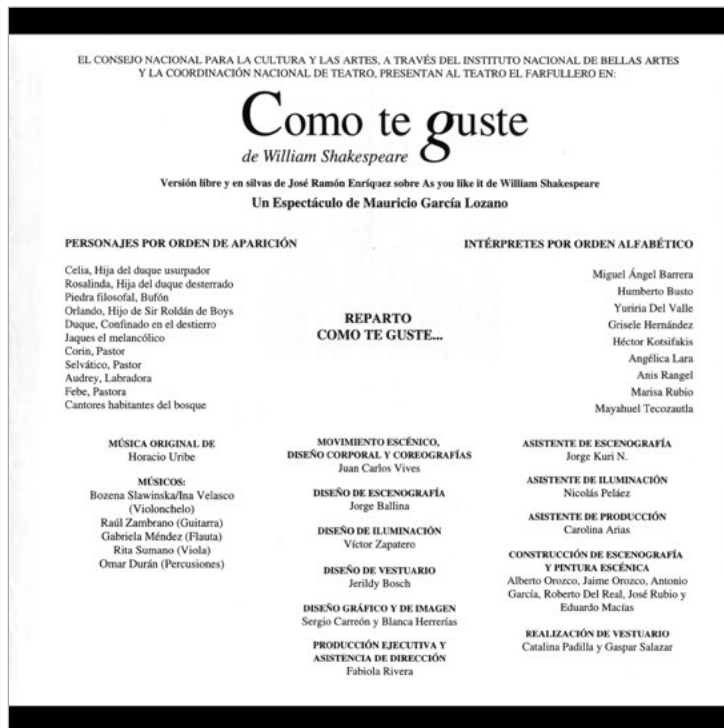 EL CONSEJO NACIONAL PARA LA CULTURA Y LAS ARTES, A TRAVÉS DEL INSTITUTO NACIONAL DE BELLAS ARTES
Y LA COORDINACIÓN NACIONAL DE TEATRO, PRESENTAN AL TEATRO EL FARFULLERO EN:
Como te guste
de William Shakespeare
Versión libre y en silvas de José Ramón Enríquez sobre As you like it de William Shakespeare
Un Espectáculo de Mauricio García Lozano
PERSONAJES POR ORDEN DE APARICIÓN
Celia, Hija del duque usurpador
Rosalinda, Hija del duque desterrado
Piedra filosofal, Bufón
Orlando, Hijo de Sir Roldán de Boys
Duque, Confinado en el destierro
Jaques el melancólico
Corin, Pastor
Selvático, Pastor
Audrey, Labradora
Febe, Pastora
Cantores habitantes del bosque
REPARTO
COMO TE GUSTE...
INTÉRPRETES POR ORDEN ALFABÉTICO
Miguel Ángel Barrera
Humberto Busto
Yuriria Del Valle
Grisele Hernández
Héctor Kotsifakis
Angélica Lara
Anis Rangel
Marisa Rubio
Mayahuel Tecozautla
MÚSICA ORIGINAL DE
Horacio Uribe
MÚSICOS:
Bozena Slawinska/Ina Velasco
(Violonchelo)
Raúl Zambrano (Guitarra)
Gabriela Méndez (Flauta)
Rita Sumano (Viola)
Omar Durán (Percusiones)
MOVIMIENTO ESCÉNICO,
DISEÑO CORPORAL Y COREOGRAFÍAS
Juan Carlos Vives
DISEÑO DE ESCENOGRAFÍA
Jorge Ballina
DISEÑO DE ILUMINACIÓN
Víctor Zapatero
DISEÑO DE VESTUARIO
Jerildy Bosch
DISEÑO GRÁFICO Y DE IMAGEN
Sergio Carreón y Blanca Herrerías
PRODUCCIÓN EJECUTIVA Y
ASISTENCIA DE DIRECCIÓN
Fabiola Rivera
ASISTENTE DE ESCENOGRAFÍA
Jorge Kuri N.
ASISTENTE DE ILUMINACIÓN
Nicolás Peláez
ASISTENTE DE PRODUCCIÓN
Carolina Arias
CONSTRUCCIÓN DE ESCENOGRAFÍA
Y PINTURA ESCÉNICA
Alberto Orozco, Jaime Orozco, Antonio
García, Roberto Del Real, José Rubio y
Eduardo Macías
REALIZACIÓN DE VESTUARIO
Catalina Padilla y Gaspar Salazar